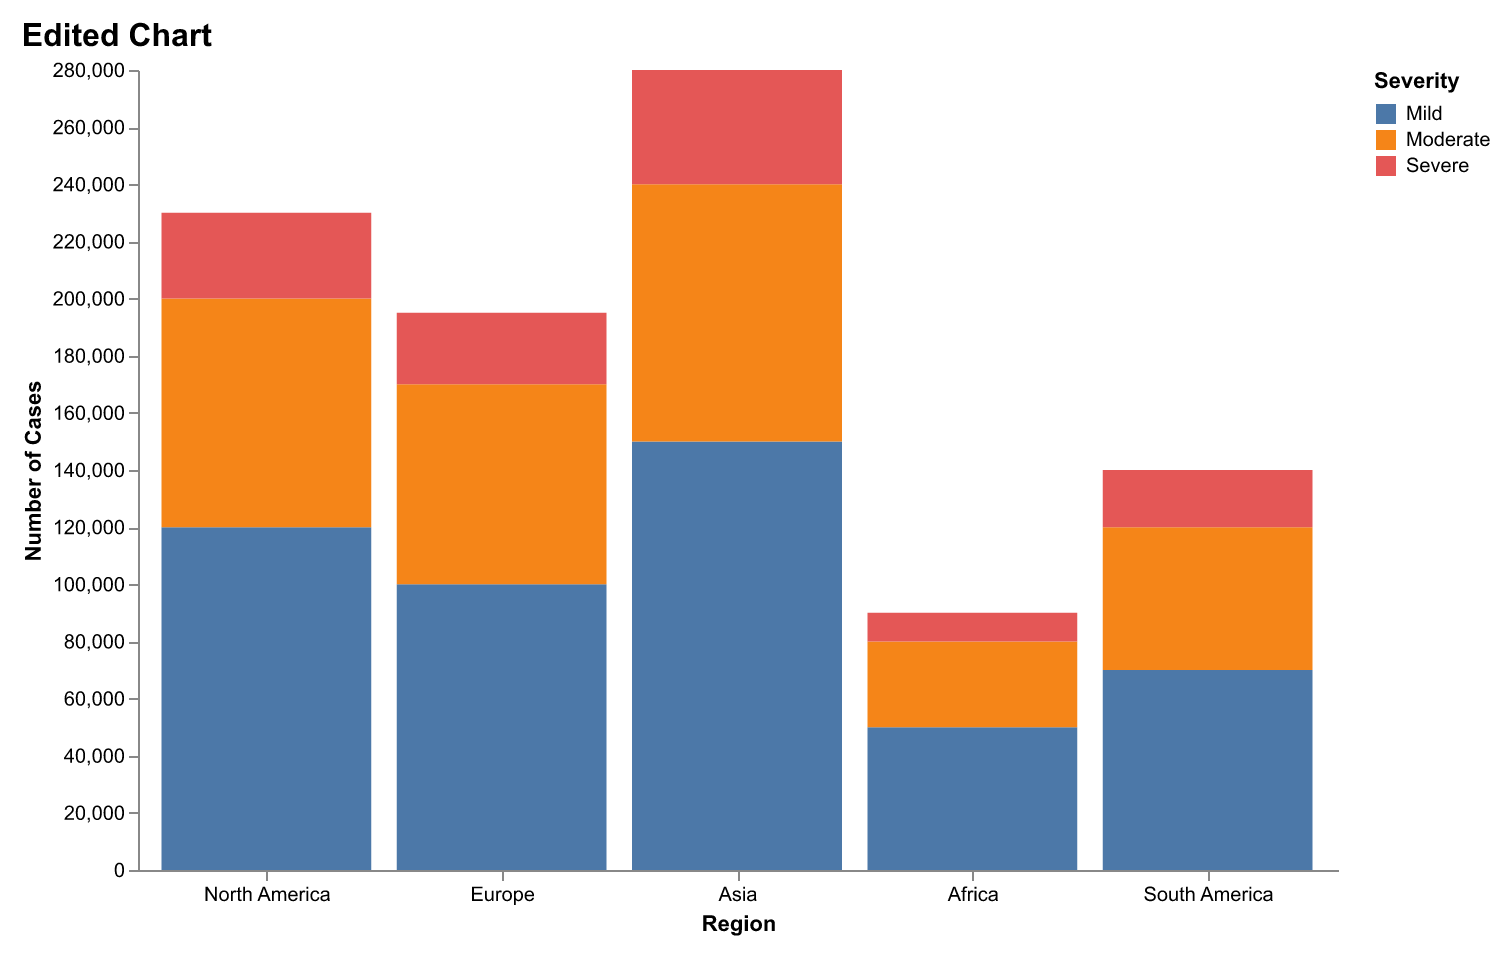 Edited Chart
280,000
260,000
240,000
220,000
200,000
180,000
160,000
140,000
120,000
100,000
80,000
60,000
40,000
20,000
0
Number of Cases
North America
Europe
Asia
Africa
South America
Region
Severity
Mild
Moderate
Severe